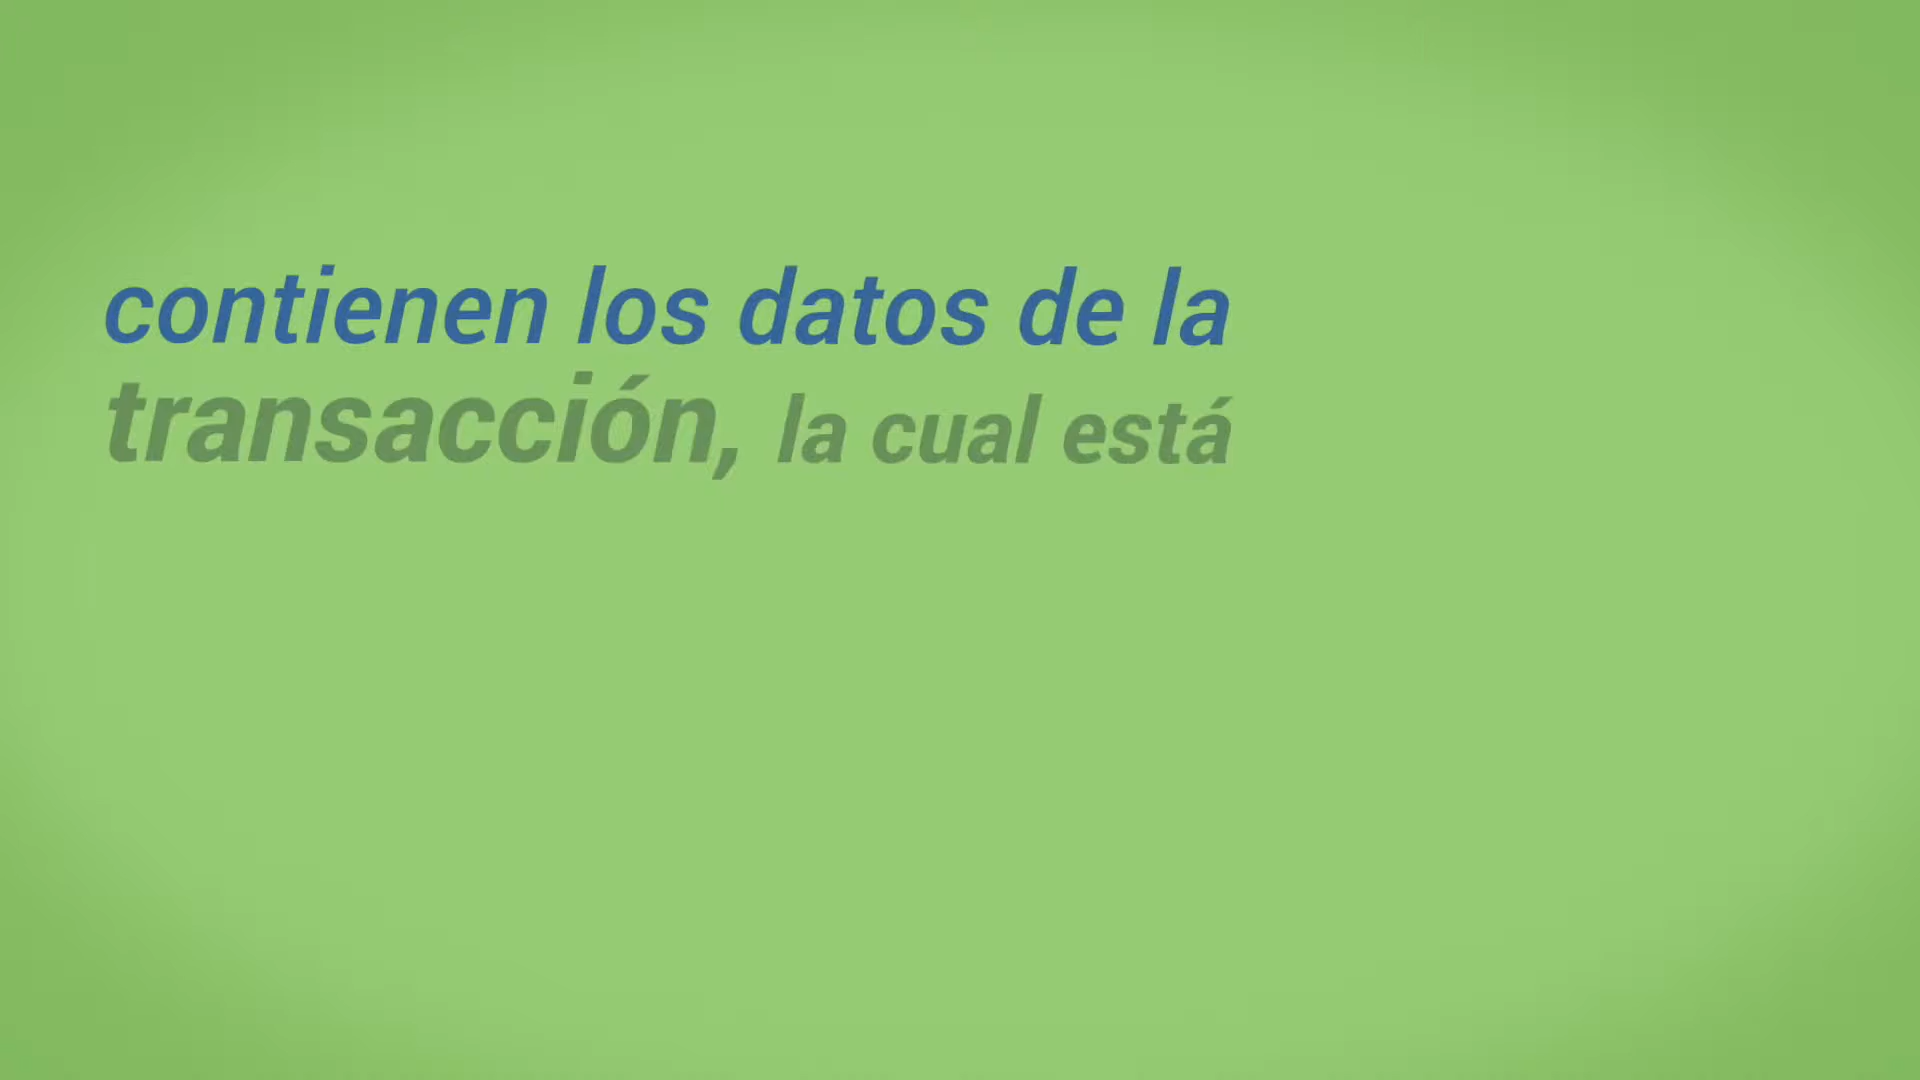 contienen los datos de la
transacción, la cual está